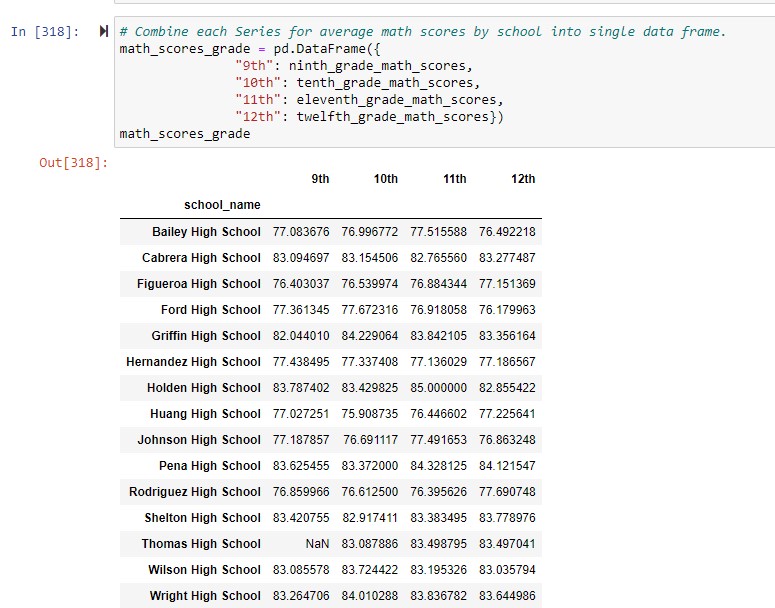 In [318]:
# Combine each Series for average math scores by school into single data frame.
math_scores_grade = pd.DataFrame({
"9th": ninth_grade_math_scores,
"10th": tenth_grade_math_scores,
"11th": eleventh_grade_math_scores,
"12th": twelfth_grade_math_scores})
math_scores_grade
Out[318]:
9th 10th 11th 12th
school_name
Bailey High School 77.083676 76.996772 77.515588 76.492218
Cabrera High School 83.094697 83.154506 82.765560 83.277487
Figueroa High School 76.403037 76.539974 76.884344 77.151369
Ford High School 77.361345 77.672316 76.918058 76.179963
Griffin High School 82.044010 84.229064 83.842105 83.356164
Hernandez High School 77.438495 77.337408 77.136029 77.186567
Holden High School 83.787402 83.429825 85.000000 82.855422
Huang High School 77.027251 75.908735 76.446602 77.225641
Johnson High School 77.187857 76.691117 77.491653 76.863248
Pena High School 83.625455 83.372000 84.328125 84.121547
Rodriguez High School 76.859966 76.612500 76.395626 77.690748
Shelton High School 83.420755 82.917411 83.383495 83.778976
Thomas High School NaN 83.087886 83.498795 83.497041
Wilson High School 83.085578 83.724422 83.195326 83.035794
Wright High School 83.264706 84.010288 83.836782 83.644986